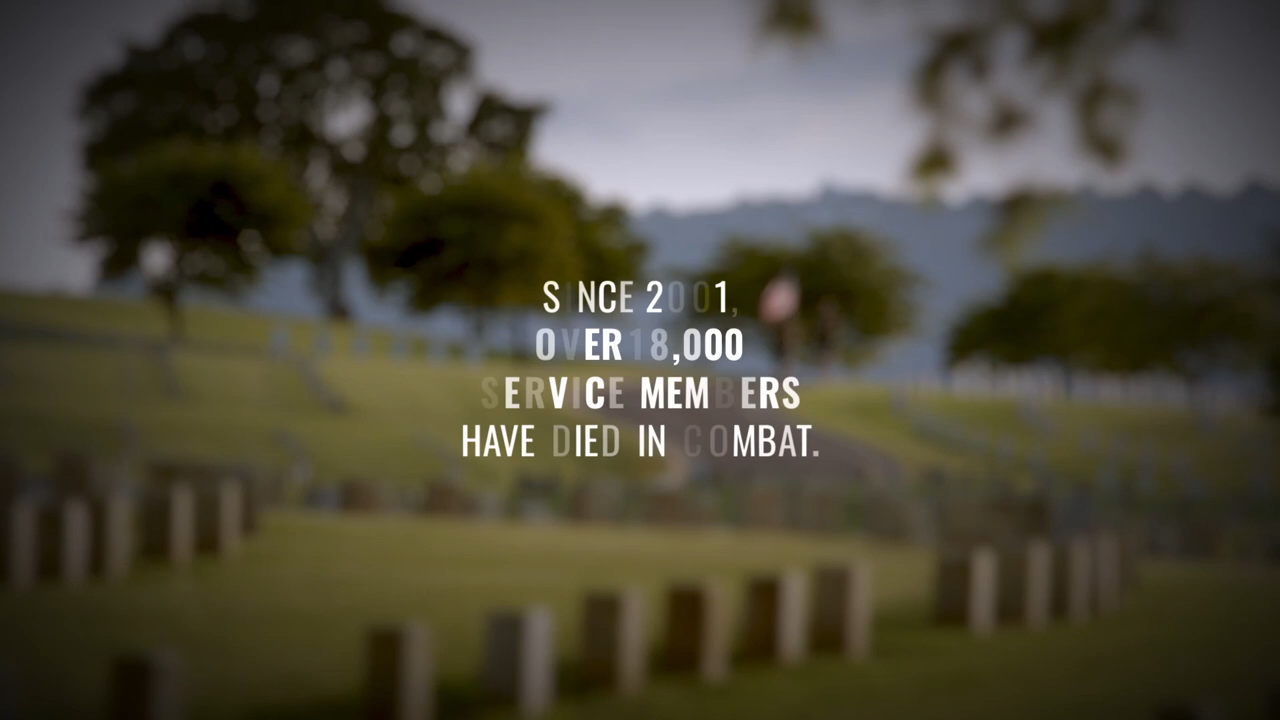 SINCE 2001,
OVER 18,000
SERVICE MEMBERS
HAVE DIED IN COMBAT.